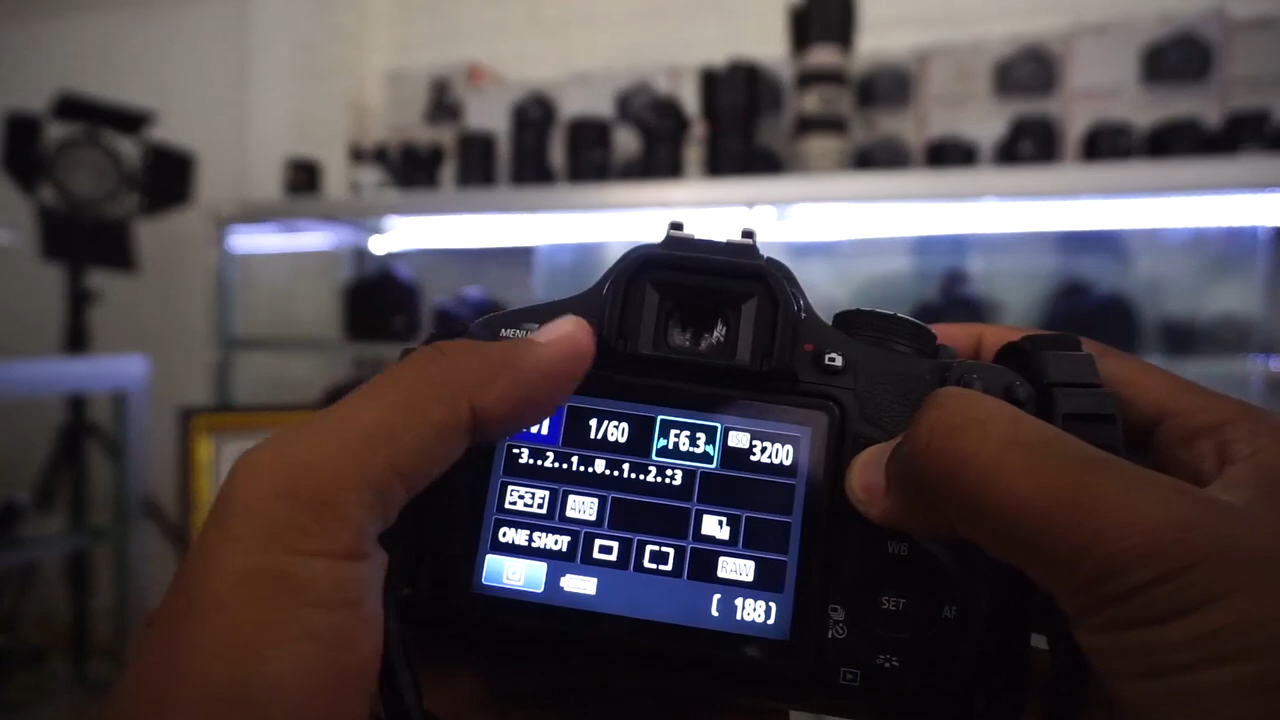 MENU
1/60 F6.3 ISO 3200
-3..2..1..0..1..2.:3
AWB
ONE SHOT RAW
[ 188]
WB
SET AF